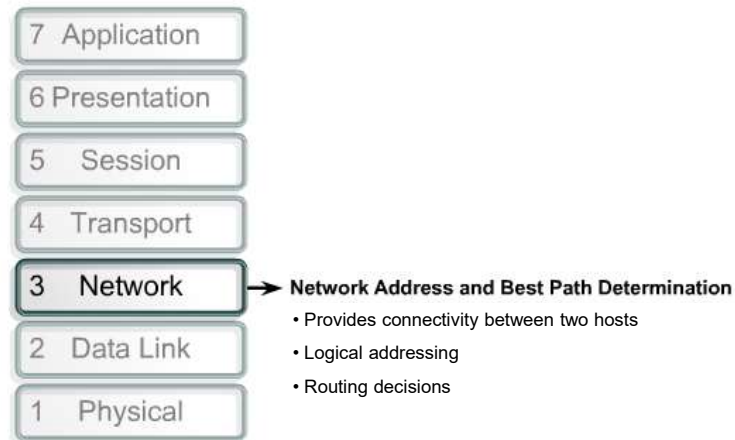 7 Application
6 Presentation
5 Session
4 Transport
3 Network
Network Address and Best Path Determination
• Provides connectivity between two hosts
• Logical addressing
• Routing decisions
2 Data Link
1 Physical